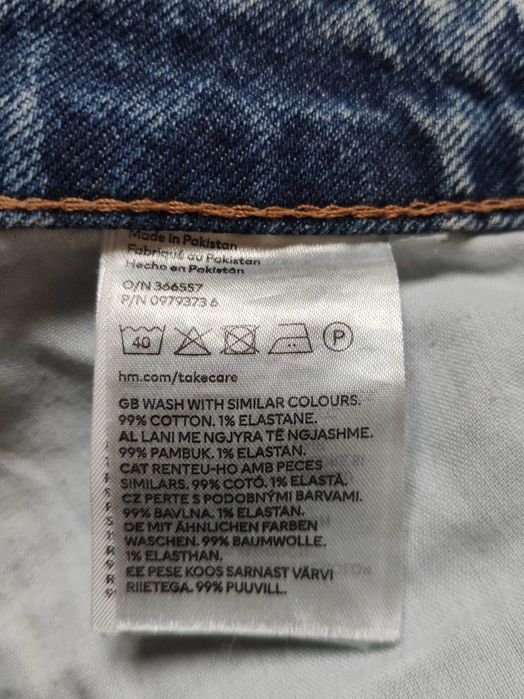 Made in Pakistan
Fabriqué au Pakistan
Hecho en Pakistán
O/N 366557
P/N 0979373 6
40 P
hm.com/takecare
GB WASH WITH SIMILAR COLOURS.
99% COTTON. 1% ELASTANE.
AL LANI ME NGJYRA TË NGJASHME.
99% PAMBUK. 1% ELASTAN.
CAT RENTEU-HO AMB PECES
SIMILARS. 99% COTÓ. 1% ELASTÀ.
CZ PERTE S PODOBNÝMI BARVAMI.
99% BAVLNA. 1% ELASTAN.
DE MIT ÄHNLICHEN FARBEN
WASCHEN. 99% BAUMWOLLE.
1% ELASTHAN.
EE PESE KOOS SARNAST VÄRVI
RIIETEGA. 99% PUUVILL.